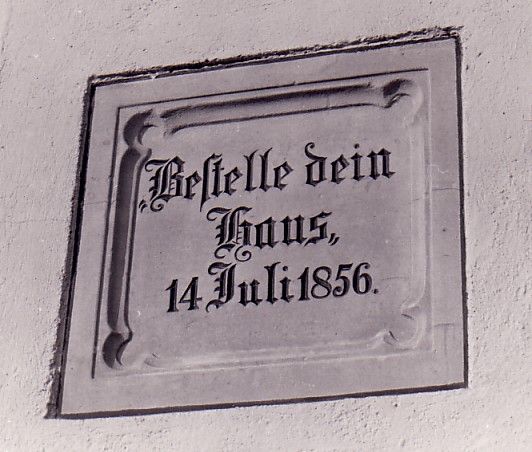 „Beſtelle dein
Haus„
14 Juli 1856.